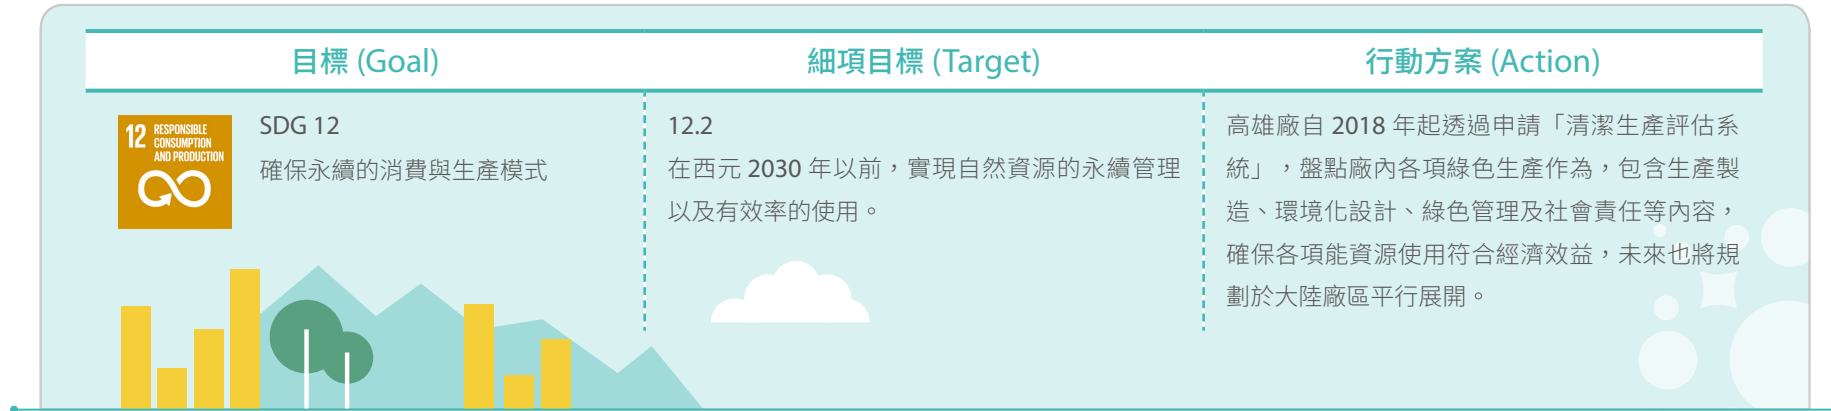 目標 (Goal)
細項目標 (Target)
行動方案 (Action)
12 RESPONSIBLE
CONSUMPTION
AND PRODUCTION
SDG 12
確保永續的消費與生產模式
12.2
在西元 2030 年以前，實現自然資源的永續管理
以及有效率的使用。
高雄廠自 2018 年起透過申請「清潔生產評估系
統」，盤點廠內各項綠色生產作為，包含生產製
造、環境化設計、綠色管理及社會責任等內容，
確保各項能資源使用符合經濟效益，未來也將規
劃於大陸廠區平行展開。